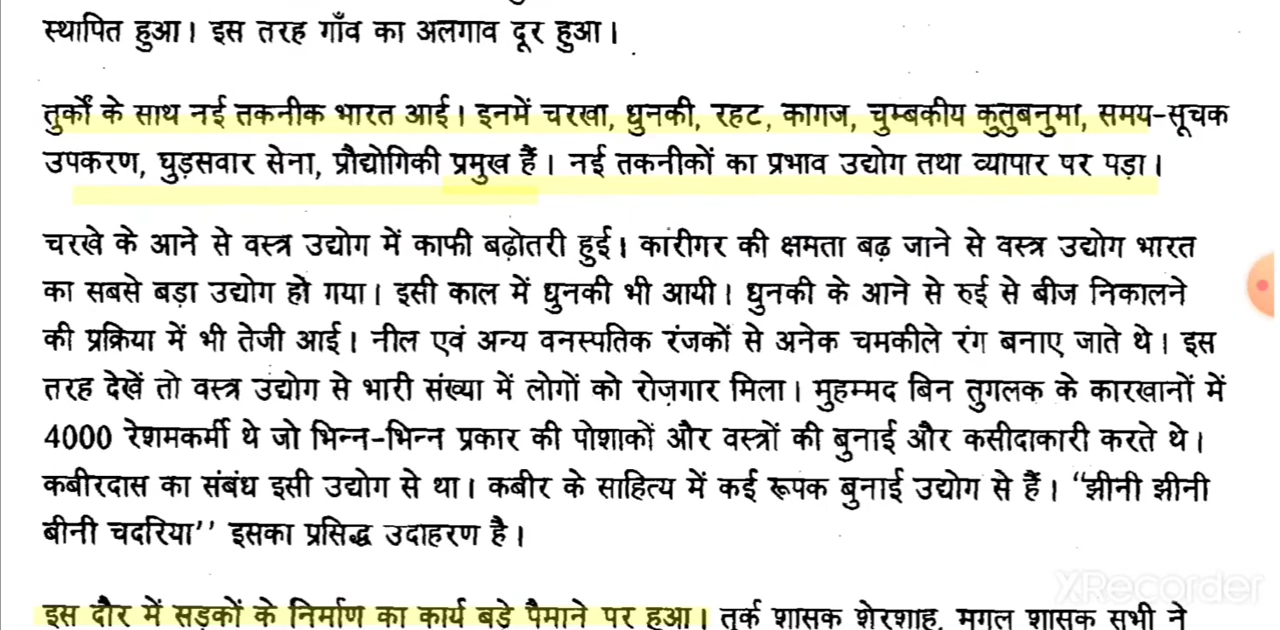 स्थापित हुआ। इस तरह गाँव का अलगाव दूर हुआ।
तुर्कों के साथ नई तकनीक भारत आई। इनमें चरखा, धुनकी, रहट, कागज, चुम्बकीय कुतुबनुमा, समय-सूचक
उपकरण, घुड़सवार सेना, प्रौद्योगिकी प्रमुख हैं। नई तकनीकों का प्रभाव उद्योग तथा व्यापार पर पड़ा।
चरखे के आने से वस्त्र उद्योग में काफी बढ़ोतरी हुई। कारीगर की क्षमता बढ़ जाने से वस्त्र उद्योग भारत
का सबसे बड़ा उद्योग हो गया। इसी काल में धुनकी भी आयी। धुनकी के आने से रुई से बीज निकालने
की प्रक्रिया में भी तेजी आई। नील एवं अन्य वनस्पतिक रंजकों से अनेक चमकीले रंग बनाए जाते थे। इस
तरह देखें तो वस्त्र उद्योग से भारी संख्या में लोगों को रोज़गार मिला। मुहम्मद बिन तुगलक के कारखानों में
4000 रेशमकर्मी थे जो भिन्न-भिन्न प्रकार की पोशाकों और वस्त्रों की बुनाई और कसीदाकारी करते थे।
कबीरदास का संबंध इसी उद्योग से था। कबीर के साहित्य में कई रूपक बुनाई उद्योग से हैं। “झीनी झीनी
बीनी चदरिया’’ इसका प्रसिद्ध उदाहरण है।
इस दौर में सड़कों के निर्माण का कार्य बड़े पैमाने पर हुआ। तुर्क शासक शेरशाह, मुगल शासक सभी ने
XRecorder